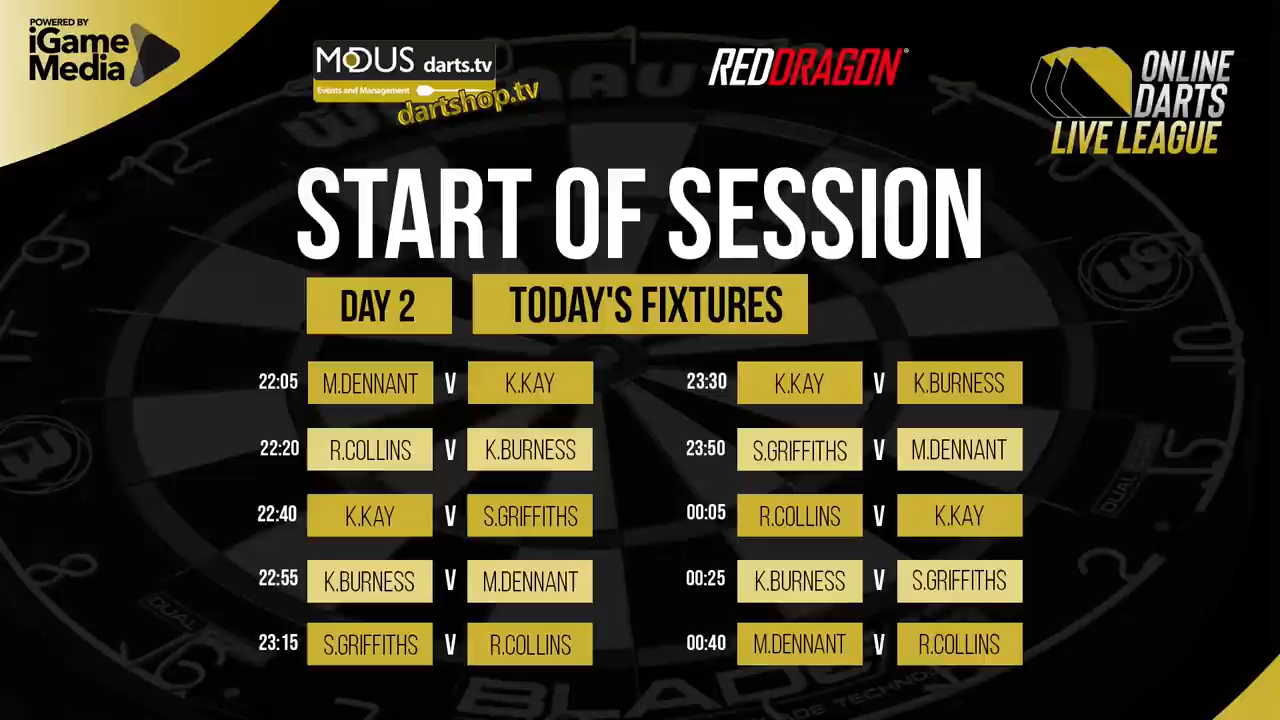 POWERED BY
iGame
Media
MODUS darts.tv
Events and Management
dartshop.tv
REDDRAGON®
ONLINE
DARTS
LIVE LEAGUE
START OF SESSION
DAY 2 TODAY'S FIXTURES
22:05 M.DENNANT V K.KAY
22:20 R.COLLINS V K.BURNESS
22:40 K.KAY V S.GRIFFITHS
22:55 K.BURNESS V M.DENNANT
23:15 S.GRIFFITHS V R.COLLINS
23:30 K.KAY V K.BURNESS
23:50 S.GRIFFITHS V M.DENNANT
00:05 R.COLLINS V K.KAY
00:25 K.BURNESS V S.GRIFFITHS
00:40 M.DENNANT V R.COLLINS